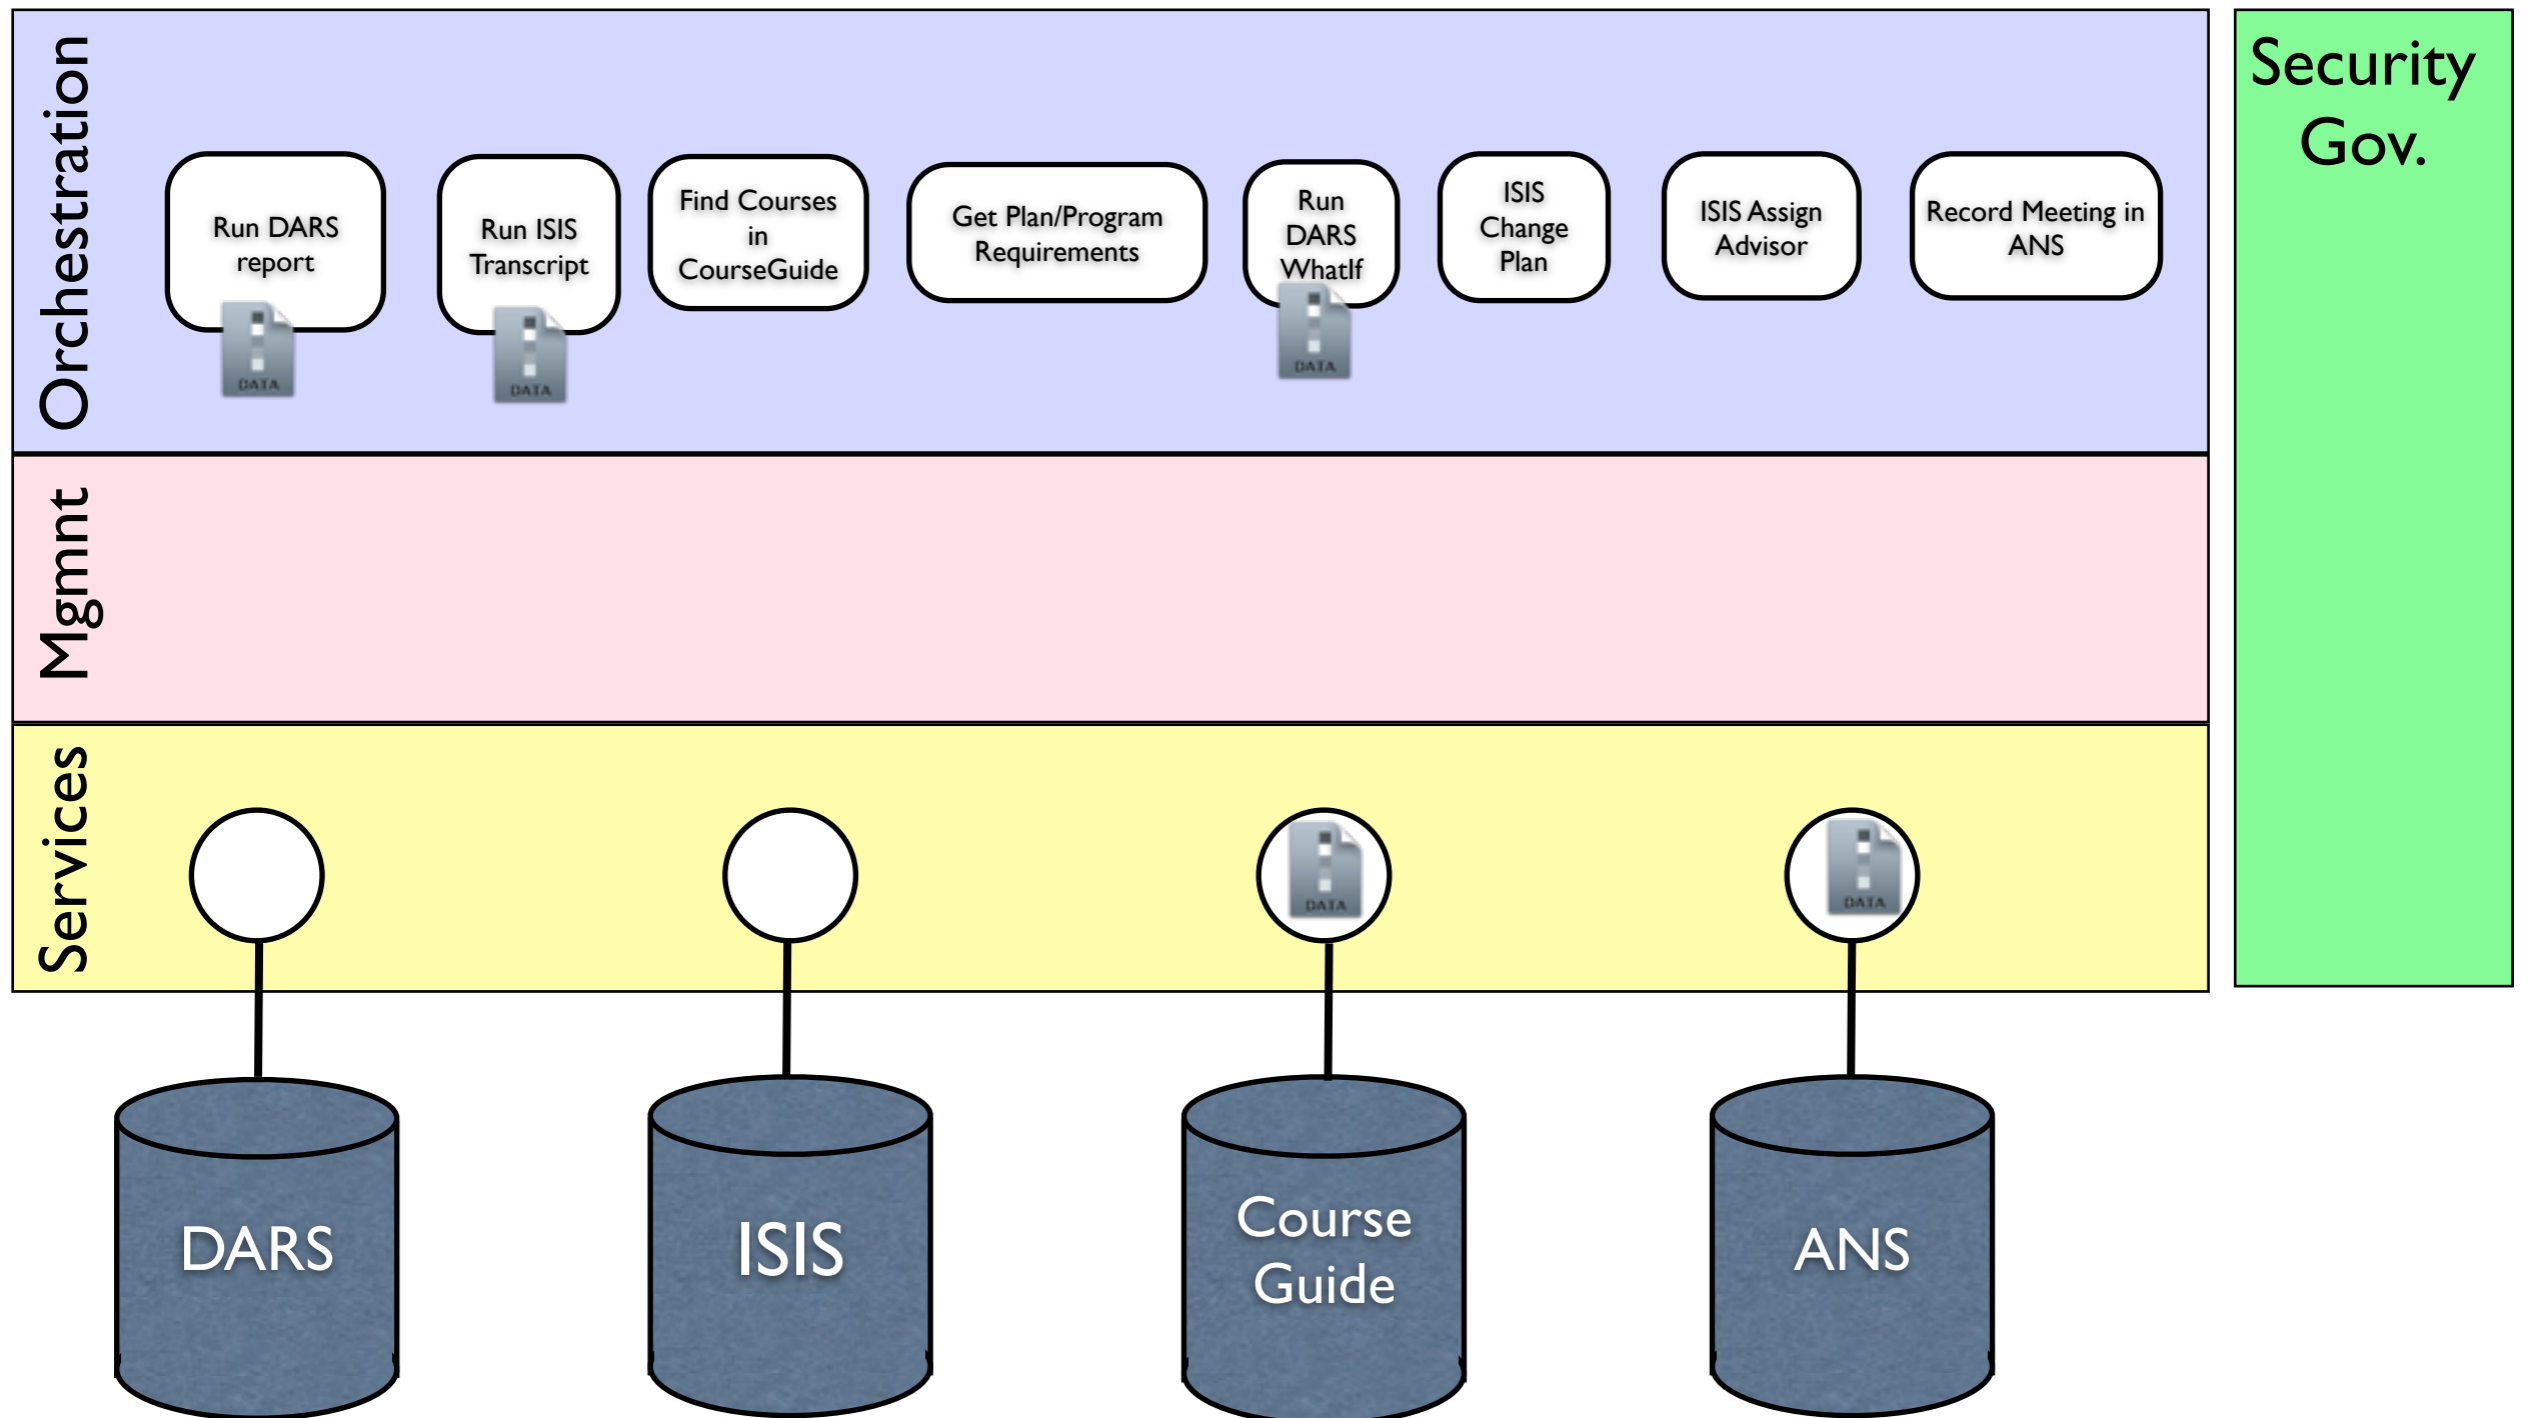 Orchestration
Run DARS
report
DATA
Run ISIS
Transcript
DATA
Find Courses
in
CourseGuide
Get Plan/Program
Requirements
Run
DARS
WhatIf
DATA
ISIS
Change
Plan
ISIS Assign
Advisor
Record Meeting in
ANS
Security
Gov.
Mgmnt
Services
DATA
DATA
DARS
ISIS
Course
Guide
ANS